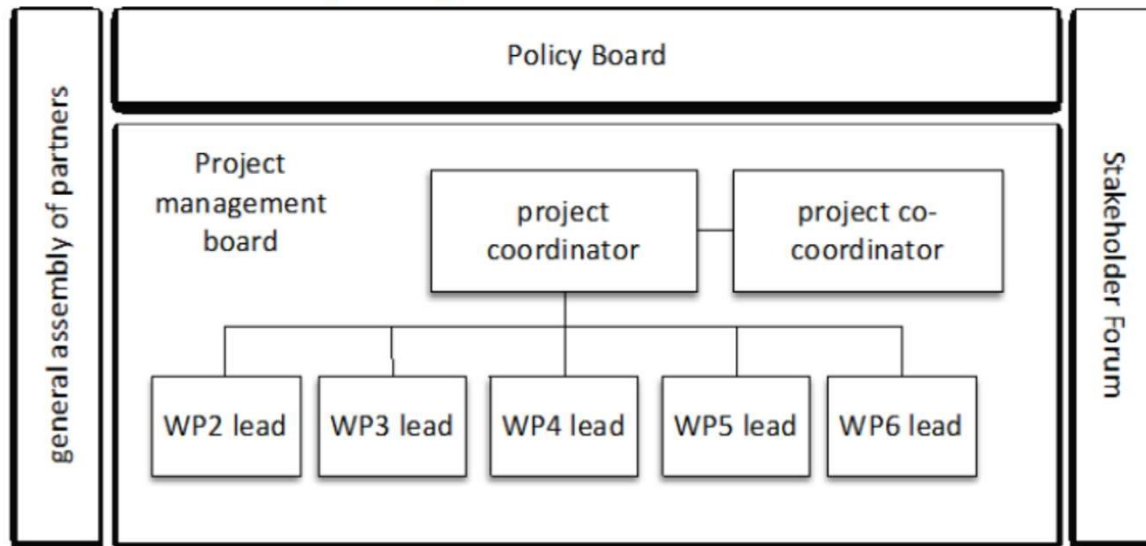 general assembly of partners
Policy Board
Project
management
board
project
coordinator
project co-
coordinator
WP2 lead
WP3 lead
WP4 lead
WP5 lead
WP6 lead
Stakeholder Forum